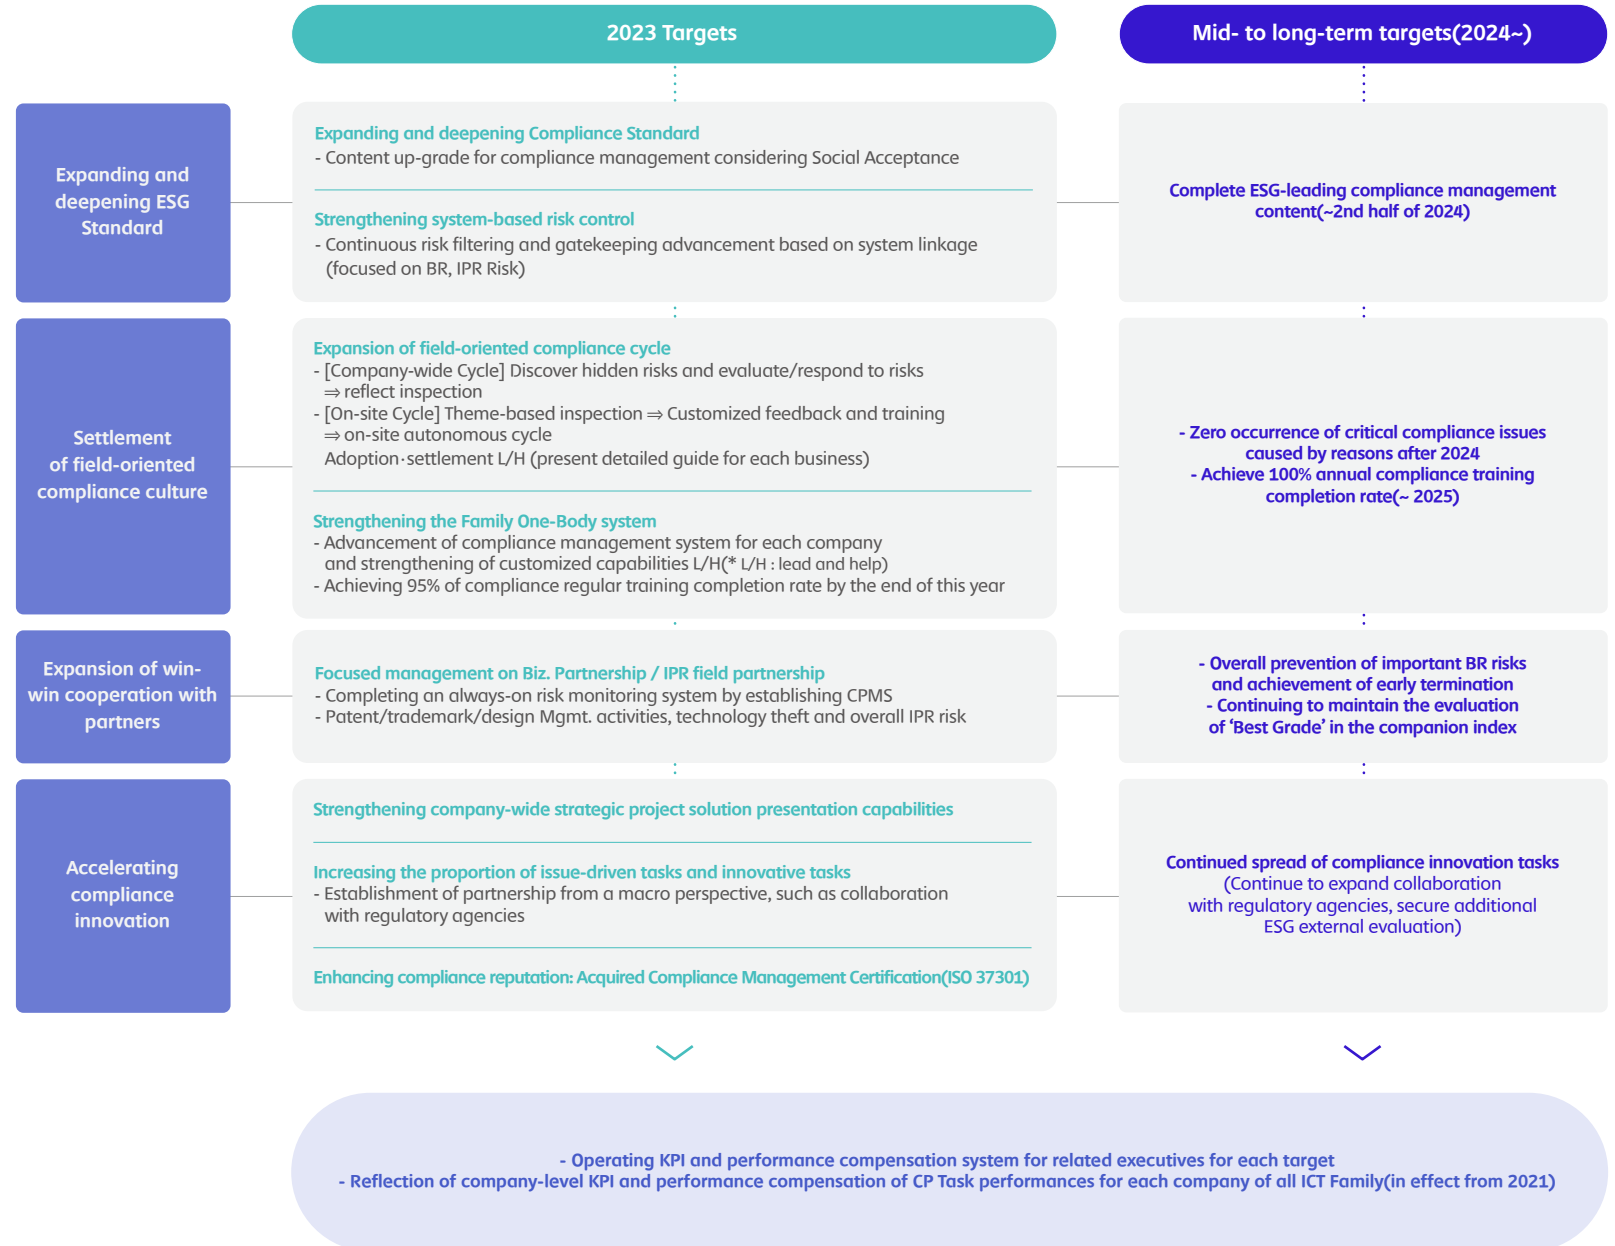 2023 Targets
Mid- to long-term targets(2024~)
Expanding and
deepening ESG
Standard
Expanding and deepening Compliance Standard
- Content up-grade for compliance management considering Social Acceptance
Strengthening system-based risk control
- Continuous risk filtering and gatekeeping advancement based on system linkage
(focused on BR, IPR Risk)
Complete ESG-leading compliance management
content(~2nd half of 2024)
Settlement
of field-oriented
compliance culture
Expansion of field-oriented compliance cycle
- [Company-wide Cycle] Discover hidden risks and evaluate/respond to risks
⇒ reflect inspection
- [On-site Cycle] Theme-based inspection ⇒ Customized feedback and training
⇒ on-site autonomous cycle
Adoption·settlement L/H (present detailed guide for each business)
Strengthening the Family One-Body system
- Advancement of compliance management system for each company
and strengthening of customized capabilities L/H(* L/H : lead and help)
- Achieving 95% of compliance regular training completion rate by the end of this year
- Zero occurrence of critical compliance issues
caused by reasons after 2024
- Achieve 100% annual compliance training
completion rate(~ 2025)
Expansion of win-
win cooperation with
partners
Focused management on Biz. Partnership / IPR field partnership
- Completing an always-on risk monitoring system by establishing CPMS
- Patent/trademark/design Mgmt. activities, technology theft and overall IPR risk
- Overall prevention of important BR risks
and achievement of early termination
- Continuing to maintain the evaluation
of ‘Best Grade’ in the companion index
Accelerating
compliance
innovation
Strengthening company-wide strategic project solution presentation capabilities
Increasing the proportion of issue-driven tasks and innovative tasks
- Establishment of partnership from a macro perspective, such as collaboration
with regulatory agencies
Enhancing compliance reputation: Acquired Compliance Management Certification(ISO 37301)
Continued spread of compliance innovation tasks
(Continue to expand collaboration
with regulatory agencies, secure additional
ESG external evaluation)
- Operating KPI and performance compensation system for related executives for each target
- Reflection of company-level KPI and performance compensation of CP Task performances for each company of all ICT Family(in effect from 2021)